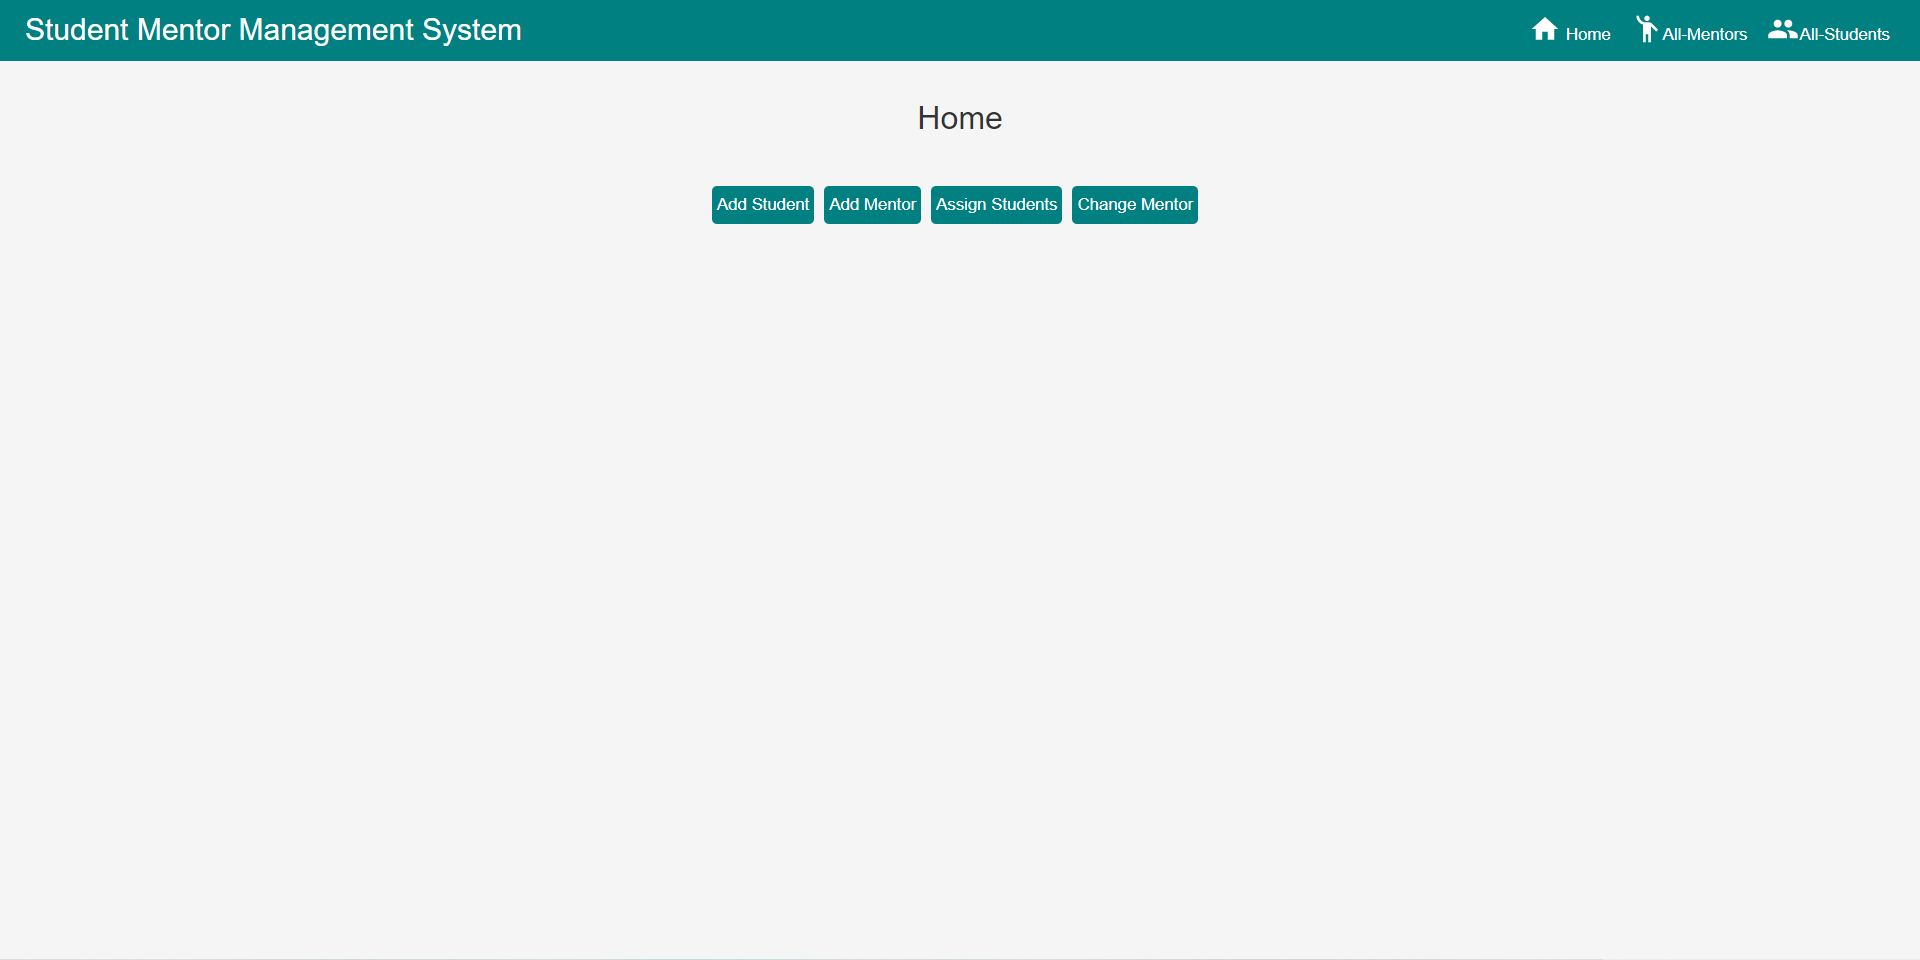 Student Mentor Management System
Home All-Mentors All-Students
Home
Add Student Add Mentor Assign Students Change Mentor